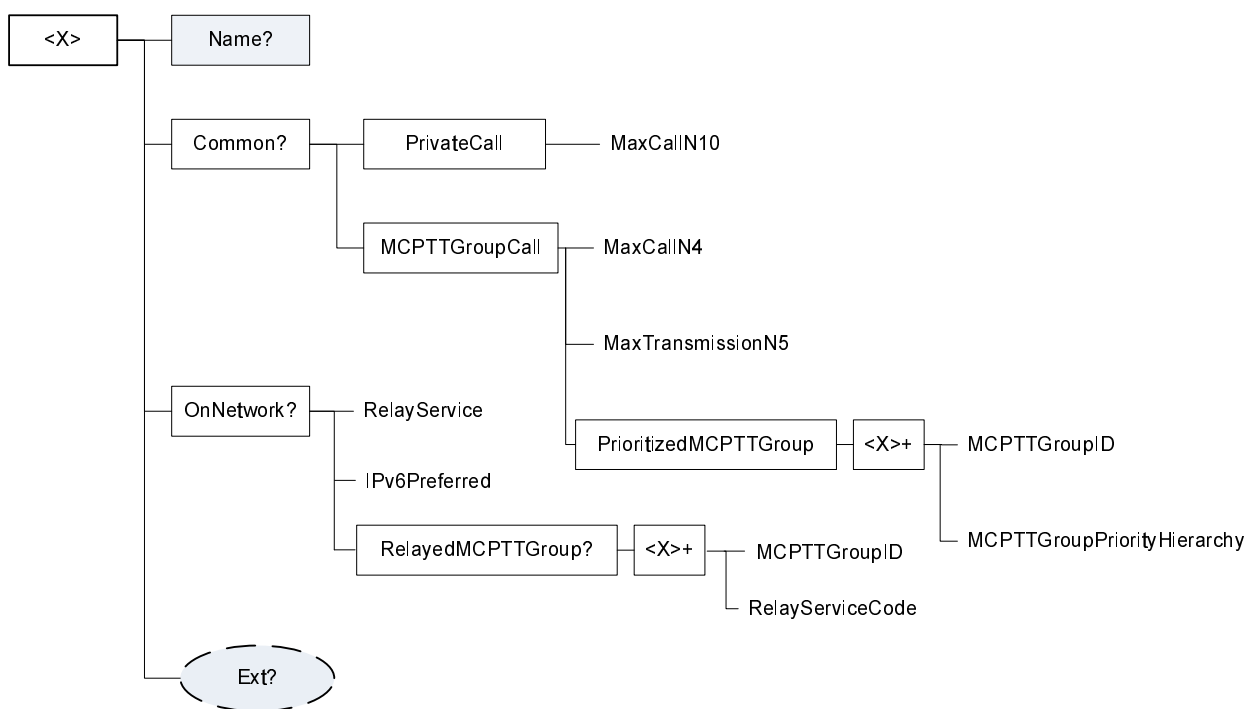 <X>
Name?
Common?
PrivateCall
MaxCallN10
MCPTTGroupCall
MaxCallN4
MaxTransmissionN5
OnNetwork?
RelayService
PrioritizedMCPTTGroup
<X>+
MCPTTGroupID
IPv6Preferred
MCPTTGroupPriorityHierarchy
RelayedMCPTTGroup?
<X>+
MCPTTGroupID
RelayServiceCode
Ext?